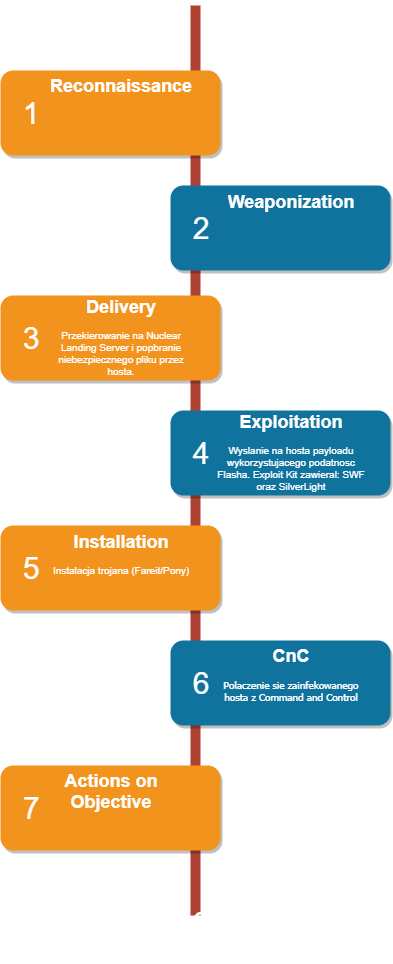 Reconnaissance
1
Weaponization
2
Delivery
3
Przekierowanie na Nuclear
Landing Server i popbranie
niebezpiecznego pliku przez
hosta.
Exploitation
4
Wyslanie na hosta payloadu
wykorzystujacego podatnosc
Flasha. Exploit Kit zawieral: SWF
oraz SilverLight
Installation
5
Instalacja trojana (Fareit/Pony)
CnC
6
Polaczenie sie zainfekowanego
hosta z Command and Control
Actions on
Objective
7